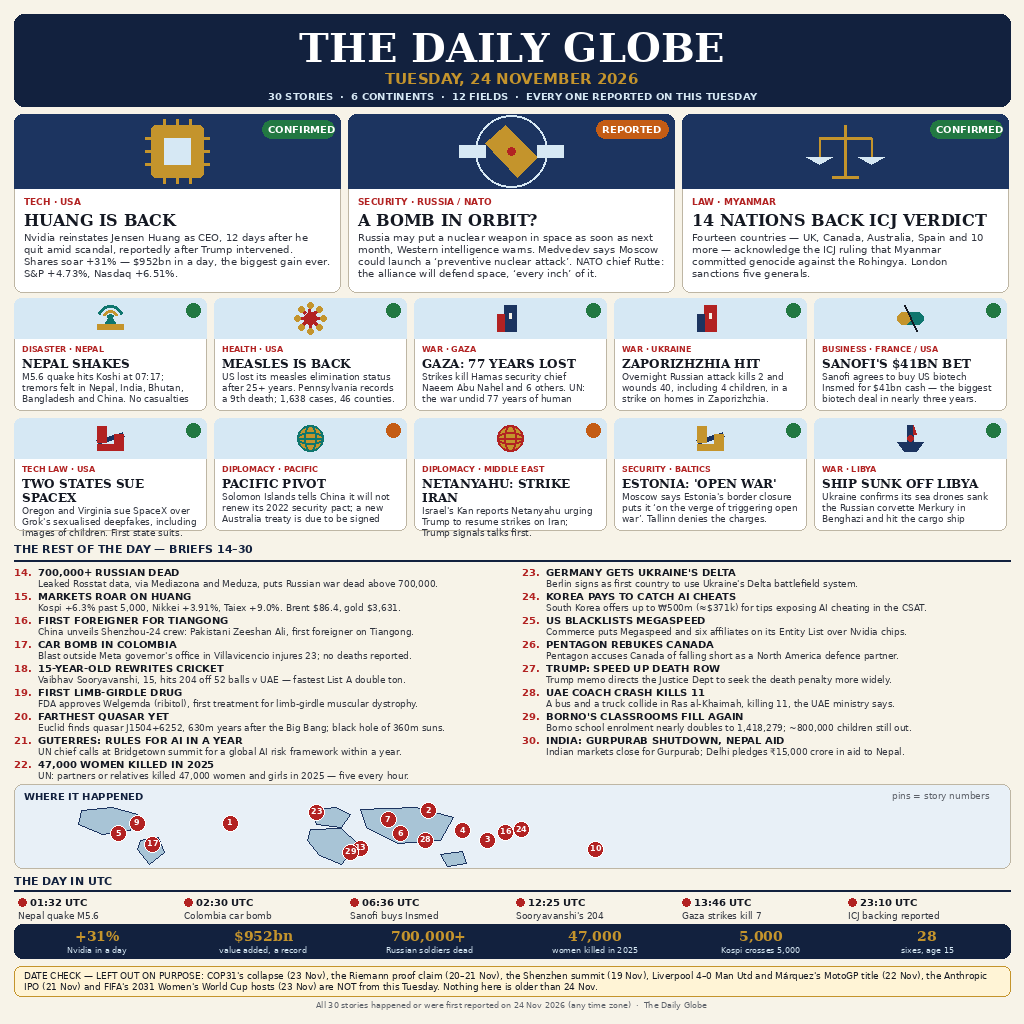 THE DAILY GLOBE
TUESDAY, 24 NOVEMBER 2026
30 STORIES · 6 CONTINENTS · 12 FIELDS · EVERY ONE REPORTED ON THIS TUESDAY
CONFIRMED
TECH · USA
HUANG IS BACK
Nvidia reinstates Jensen Huang as CEO, 12 days after he
quit amid scandal, reportedly after Trump intervened.
Shares soar +31% — $952bn in a day, the biggest gain ever.
S&P +4.73%, Nasdaq +6.51%.
REPORTED
SECURITY · RUSSIA / NATO
A BOMB IN ORBIT?
Russia may put a nuclear weapon in space as soon as next
month, Western intelligence warns. Medvedev says Moscow
could launch a ‘preventive nuclear attack’. NATO chief Rutte:
the alliance will defend space, ‘every inch’ of it.
CONFIRMED
LAW · MYANMAR
14 NATIONS BACK ICJ VERDICT
Fourteen countries — UK, Canada, Australia, Spain and 10
more — acknowledge the ICJ ruling that Myanmar
committed genocide against the Rohingya. London
sanctions five generals.
DISASTER · NEPAL
NEPAL SHAKES
M5.6 quake hits Koshi at 07:17;
tremors felt in Nepal, India, Bhutan,
Bangladesh and China. No casualties
HEALTH · USA
MEASLES IS BACK
US lost its measles elimination status
after 25+ years. Pennsylvania records
a 9th death; 1,638 cases, 46 counties.
WAR · GAZA
GAZA: 77 YEARS LOST
Strikes kill Hamas security chief
Naeem Abu Nahel and 6 others. UN:
the war undid 77 years of human
WAR · UKRAINE
ZAPORIZHZHIA HIT
Overnight Russian attack kills 2 and
wounds 40, including 4 children, in a
strike on homes in Zaporizhzhia.
BUSINESS · FRANCE / USA
SANOFI'S $41BN BET
Sanofi agrees to buy US biotech
Insmed for $41bn cash — the biggest
biotech deal in nearly three years.
TECH LAW · USA
TWO STATES SUE
SPACEX
Oregon and Virginia sue SpaceX over
Grok's sexualised deepfakes, including
images of children. First state suits.
DIPLOMACY · PACIFIC
PACIFIC PIVOT
Solomon Islands tells China it will not
renew its 2022 security pact; a new
Australia treaty is due to be signed
DIPLOMACY · MIDDLE EAST
NETANYAHU: STRIKE
IRAN
Israel's Kan reports Netanyahu urging
Trump to resume strikes on Iran;
Trump signals talks first.
SECURITY · BALTICS
ESTONIA: 'OPEN WAR'
Moscow says Estonia's border closure
puts it ‘on the verge of triggering open
war’. Tallinn denies the charges.
WAR · LIBYA
SHIP SUNK OFF LIBYA
Ukraine confirms its sea drones sank
the Russian corvette Merkury in
Benghazi and hit the cargo ship
THE REST OF THE DAY — BRIEFS 14–30
14. 700,000+ RUSSIAN DEAD
Leaked Rosstat data, via Mediazona and Meduza, puts Russian war dead above 700,000.
15. MARKETS ROAR ON HUANG
Kospi +6.3% past 5,000, Nikkei +3.91%, Taiex +9.0%. Brent $86.4, gold $3,631.
16. FIRST FOREIGNER FOR TIANGONG
China unveils Shenzhou-24 crew: Pakistani Zeeshan Ali, first foreigner on Tiangong.
17. CAR BOMB IN COLOMBIA
Blast outside Meta governor's office in Villavicencio injures 23; no deaths reported.
18. 15-YEAR-OLD REWRITES CRICKET
Vaibhav Sooryavanshi, 15, hits 204 off 52 balls v UAE — fastest List A double ton.
19. FIRST LIMB-GIRDLE DRUG
FDA approves Welgemda (ribitol), first treatment for limb-girdle muscular dystrophy.
20. FARTHEST QUASAR YET
Euclid finds quasar J1504+6252, 630m years after the Big Bang; black hole of 360m suns.
21. GUTERRES: RULES FOR AI IN A YEAR
UN chief calls at Bridgetown summit for a global AI risk framework within a year.
22. 47,000 WOMEN KILLED IN 2025
UN: partners or relatives killed 47,000 women and girls in 2025 — five every hour.
23. GERMANY GETS UKRAINE'S DELTA
Berlin signs as first country to use Ukraine's Delta battlefield system.
24. KOREA PAYS TO CATCH AI CHEATS
South Korea offers up to ₩500m (≈$371k) for tips exposing AI cheating in the CSAT.
25. US BLACKLISTS MEGASPEED
Commerce puts Megaspeed and six affiliates on its Entity List over Nvidia chips.
26. PENTAGON REBUKES CANADA
Pentagon accuses Canada of falling short as a North America defence partner.
27. TRUMP: SPEED UP DEATH ROW
Trump memo directs the Justice Dept to seek the death penalty more widely.
28. UAE COACH CRASH KILLS 11
A bus and a truck collide in Ras al-Khaimah, killing 11, the UAE ministry says.
29. BORNO'S CLASSROOMS FILL AGAIN
Borno school enrolment nearly doubles to 1,418,279; ~800,000 children still out.
30. INDIA: GURPURAB SHUTDOWN, NEPAL AID
Indian markets close for Gurpurab; Delhi pledges ₹15,000 crore in aid to Nepal.
WHERE IT HAPPENED
pins = story numbers
9
5
17
1
23
7
2
6
28
13
29
4
3
16
24
10
THE DAY IN UTC
01:32 UTC
Nepal quake M5.6
02:30 UTC
Colombia car bomb
06:36 UTC
Sanofi buys Insmed
12:25 UTC
Sooryavanshi's 204
13:46 UTC
Gaza strikes kill 7
23:10 UTC
ICJ backing reported
+31%
Nvidia in a day
$952bn
value added, a record
700,000+
Russian soldiers dead
47,000
women killed in 2025
5,000
Kospi crosses 5,000
28
sixes, age 15
DATE CHECK — LEFT OUT ON PURPOSE: COP31's collapse (23 Nov), the Riemann proof claim (20–21 Nov), the Shenzhen summit (19 Nov), Liverpool 4–0 Man Utd and Márquez's MotoGP title (22 Nov), the Anthropic
IPO (21 Nov) and FIFA's 2031 Women's World Cup hosts (23 Nov) are NOT from this Tuesday. Nothing here is older than 24 Nov.
All 30 stories happened or were first reported on 24 Nov 2026 (any time zone) · The Daily Globe